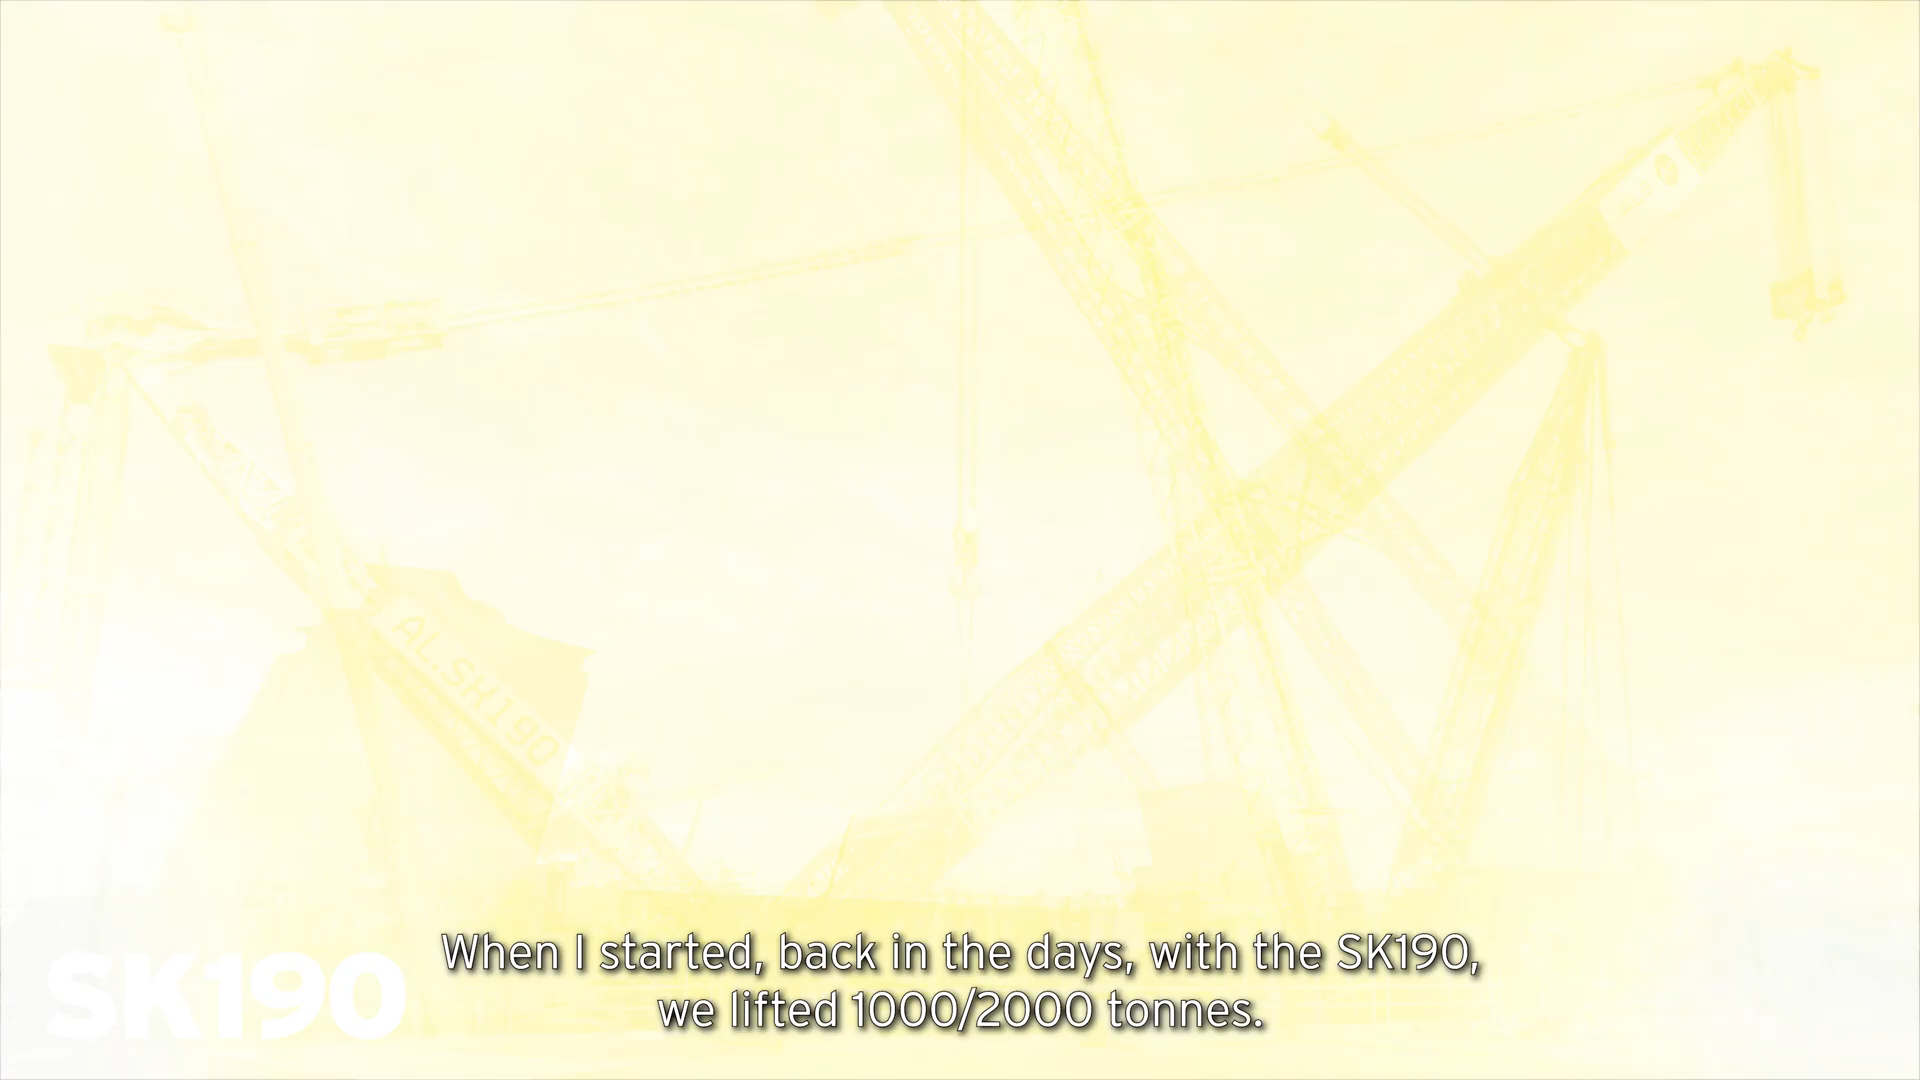 AL.SK190
SK190
When I started, back in the days, with the SK190,
we lifted 1000/2000 tonnes.